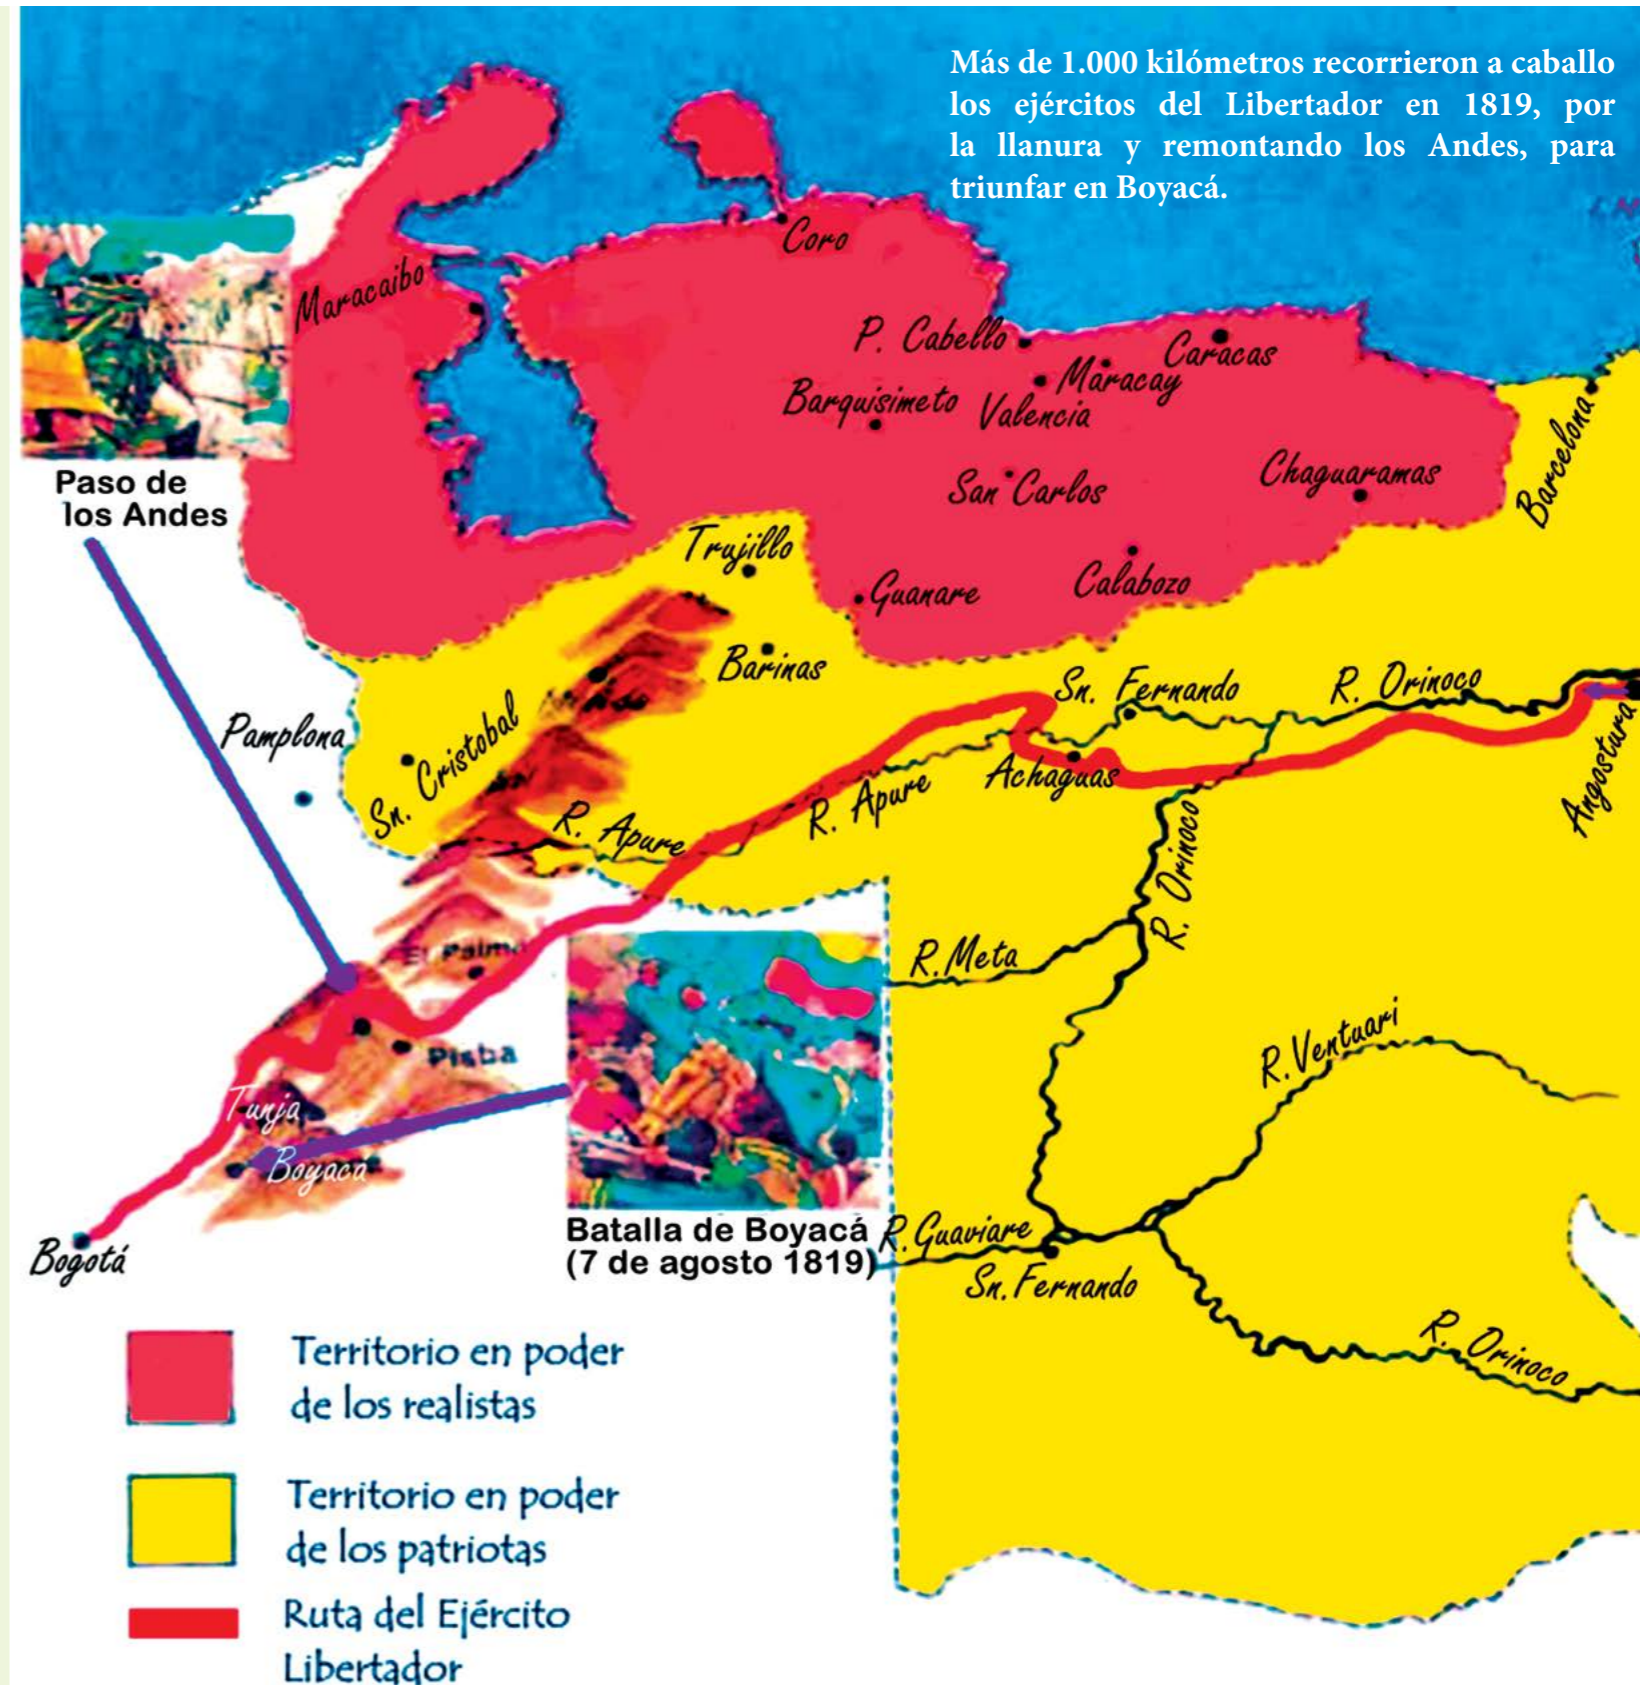 Más de 1.000 kilómetros recorrieron a caballo
los ejércitos del Libertador en 1819, por
la llanura y remontando los Andes, para
triunfar en Boyacá.
Coro
Maracaibo
P. Cabello
Caracas
Maracay
Barquisimeto
Valencia
Barcelona
San Carlos
Chaguaramas
Paso de
los Andes
Trujillo
Guanare
Calabozo
Barinas
Sn. Fernando
R. Orinoco
Angostura
Pamplona
Sn. Cristobal
Achaguas
R. Apure
R. Apure
R. Orinoco
R. Meta
Pisba
R. Ventuari
Tunja
Boyacá
Batalla de Boyacá
(7 de agosto 1819)
R. Guaviare
Sn. Fernando
Bogotá
R. Orinoco
Territorio en poder
de los realistas
Territorio en poder
de los patriotas
Ruta del Ejército
Libertador